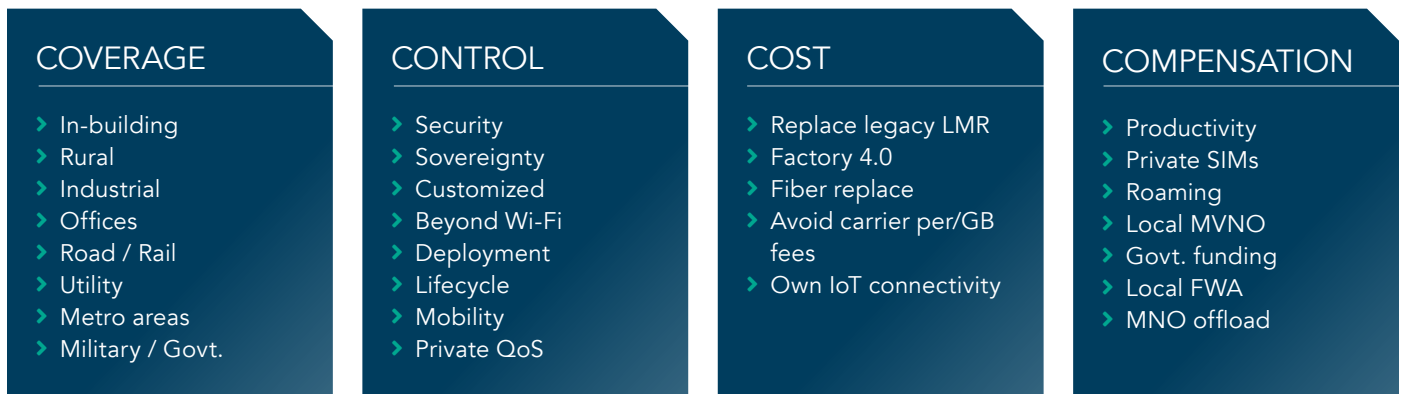 COVERAGE
In-building
Rural
Industrial
Offices
Road / Rail
Utility
Metro areas
Military / Govt.
CONTROL
Security
Sovereignty
Customized
Beyond Wi-Fi
Deployment
Lifecycle
Mobility
Private QoS
COST
Replace legacy LMR
Factory 4.0
Fiber replace
Avoid carrier per/GB
fees
Own IoT connectivity
COMPENSATION
Productivity
Private SIMs
Roaming
Local MVNO
Govt. funding
Local FWA
MNO offload